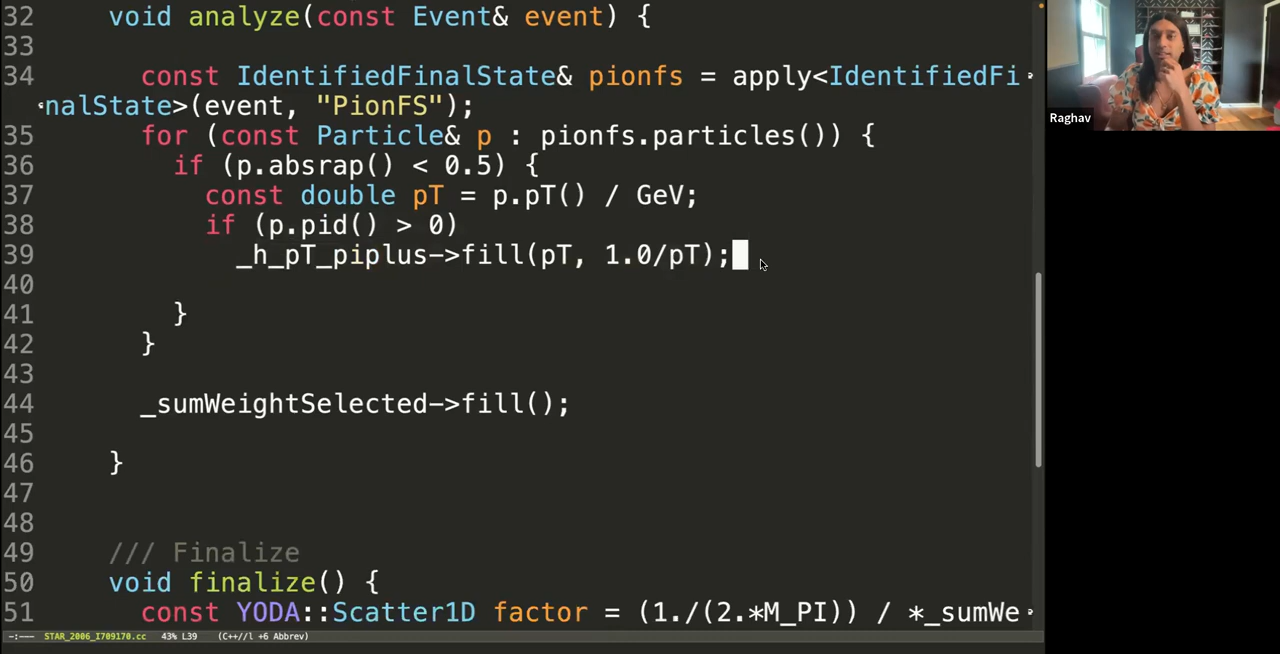 32 void analyze(const Event& event) {
33
34 const IdentifiedFinalState& pionfs = apply<IdentifiedFi
nalState>(event, "PionFS");
35 for (const Particle& p : pionfs.particles()) {
36 if (p.absrap() < 0.5) {
37 const double pT = p.pT() / GeV;
38 if (p.pid() > 0)
39 _h_pT_piplus->fill(pT, 1.0/pT);
40
41 }
42 }
43
44 _sumWeightSelected->fill();
45
46 }
47
48
49 /// Finalize
50 void finalize() {
51 const YODA::Scatter1D factor = (1./(2.*M_PI)) / *_sumWe
-:--- STAR_2006_I709170.cc 43% L39 (C++//l +6 Abbrev)
Raghav